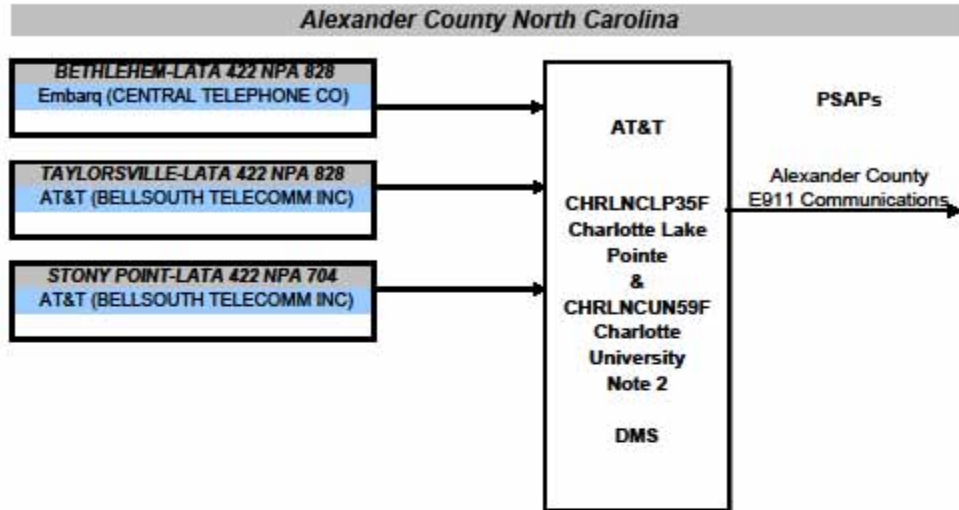 Alexander County North Carolina
BETHLEHEM-LATA 422 NPA 828
Embarq (CENTRAL TELEPHONE CO)
TAYLORSVILLE-LATA 422 NPA 828
AT&T (BELLSOUTH TELECOMM INC)
STONY POINT-LATA 422 NPA 704
AT&T (BELLSOUTH TELECOMM INC)
AT&T
CHRLNCLP35F
Charlotte Lake
Pointe
&
CHRLNCUN59F
Charlotte
University
Note 2
DMS
PSAPs
Alexander County
E911 Communications